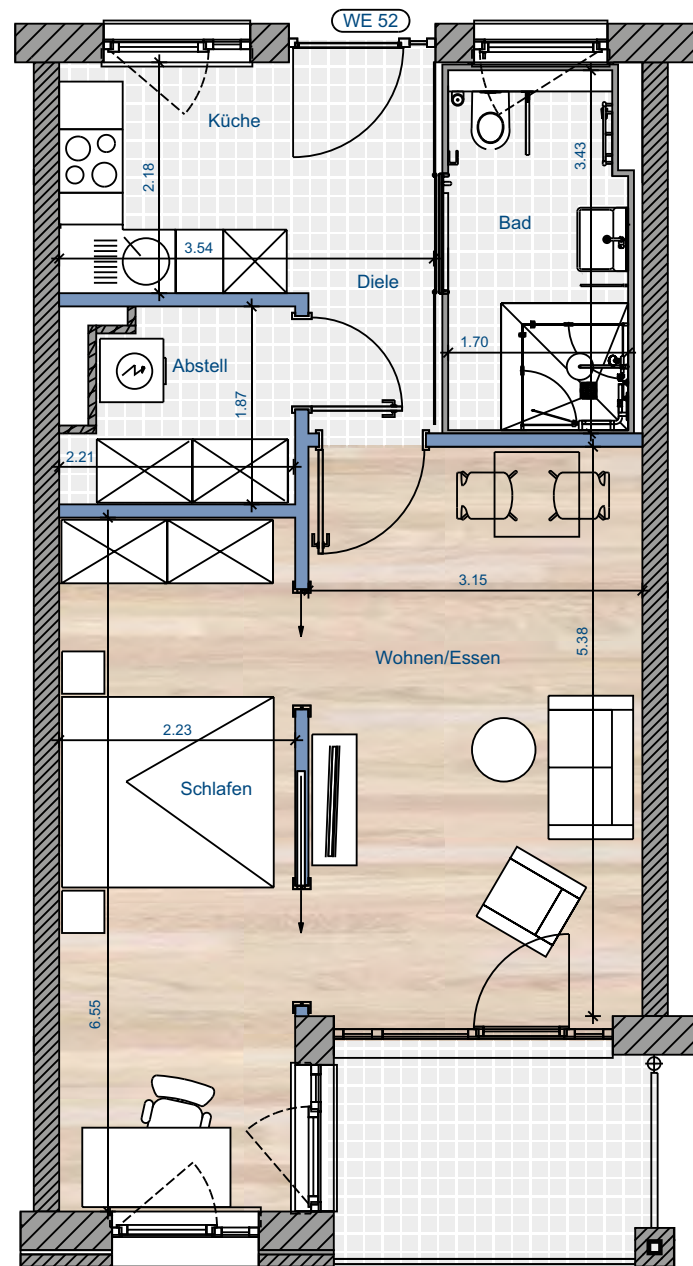 WE 52
Küche
2.18
3.43
Bad
3.54
Diele
1.70
Abstell
1.87
2.21
3.15
5.38
Wohnen/Essen
2.23
Schlafen
6.55